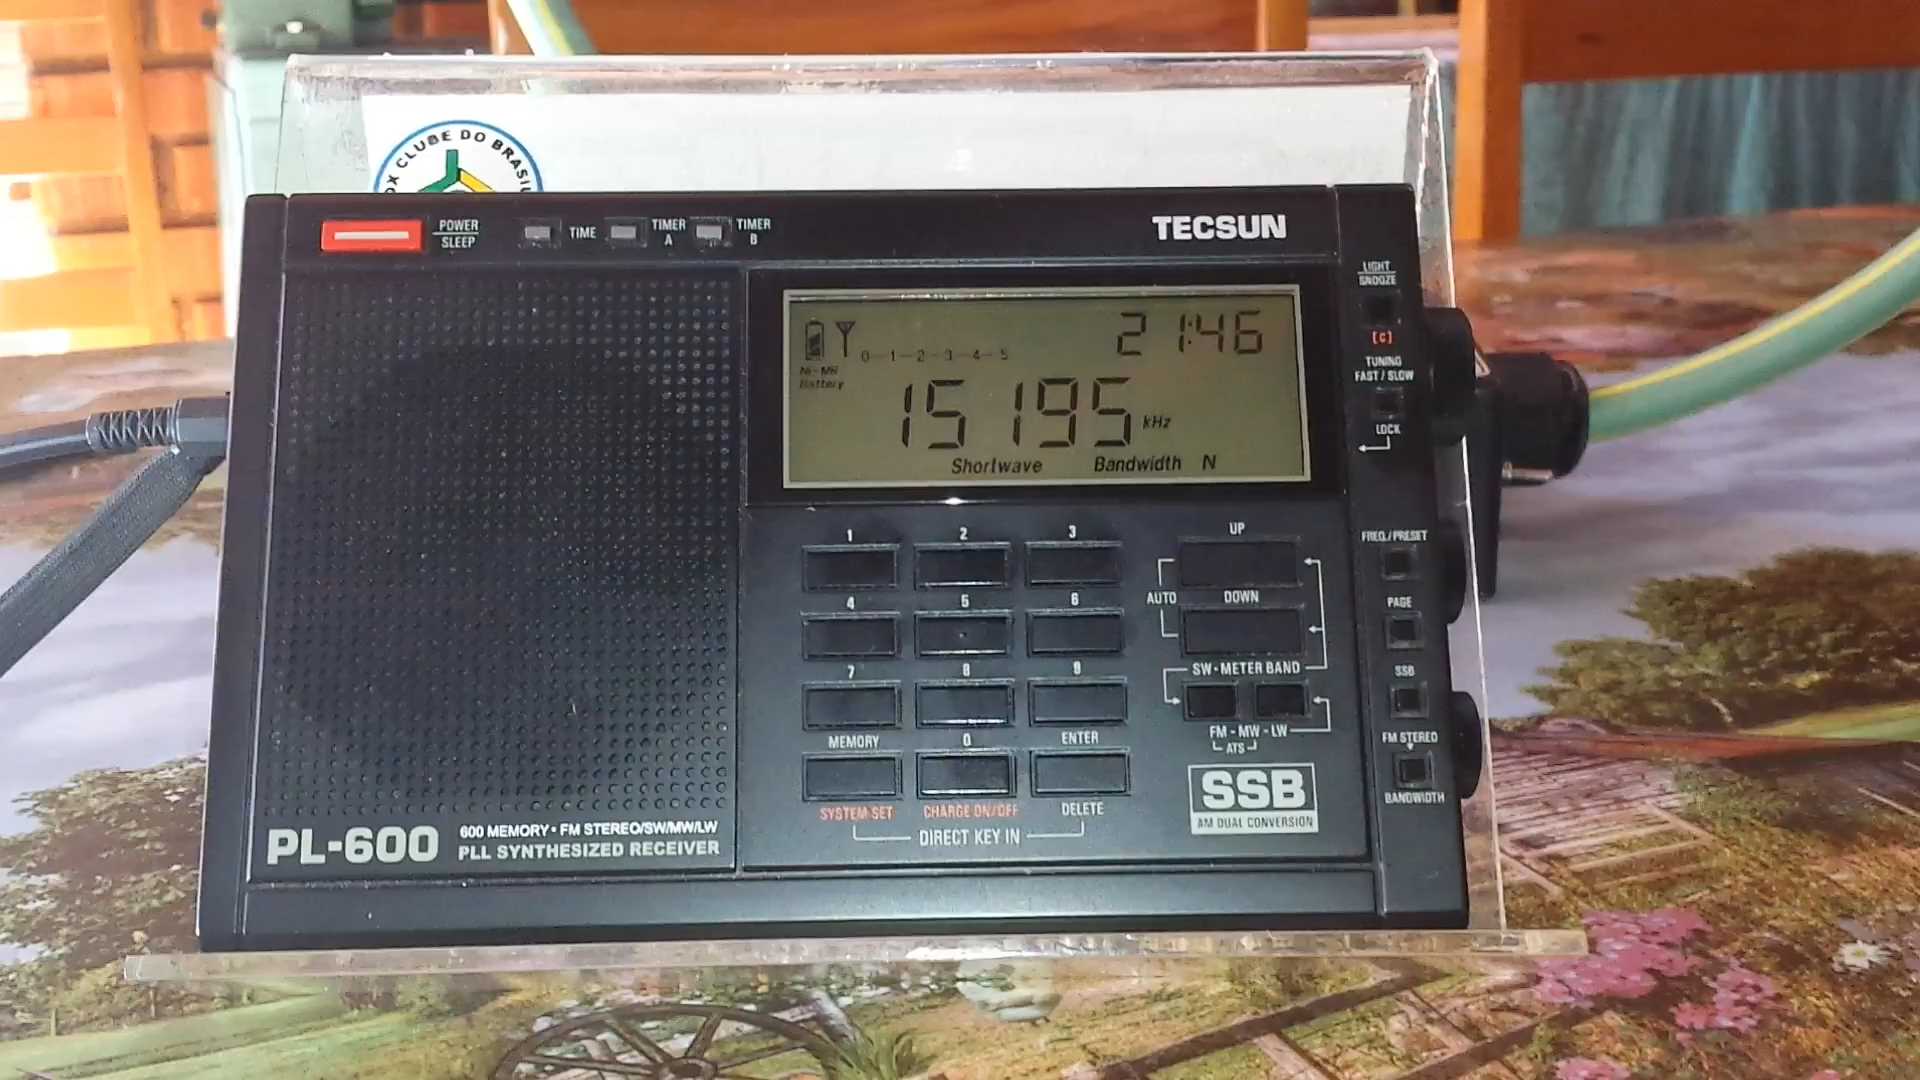 DX CLUBE DO BRASIL
POWER
SLEEP
TIME
TIMER
A
TIMER
B
TECSUN
LIGHT
SNOOZE
21:46
0-1-2-3-4-5
Ni-MH
Battery
15195 kHz
Shortwave Bandwidth N
[C]
TUNING
FAST / SLOW
LOCK
1 2 3
UP
FREQ./PRESET
4 5 6
AUTO
DOWN
PAGE
7 8 9
SW-METER BAND
SSB
MEMORY 0 ENTER
FM - MW - LW
ATS
FM STEREO
BANDWIDTH
SYSTEM SET CHARGE ON/OFF DELETE
DIRECT KEY IN
SSB
AM DUAL CONVERSION
PL-600
600 MEMORY • FM STEREO/SW/MW/LW
PLL SYNTHESIZED RECEIVER